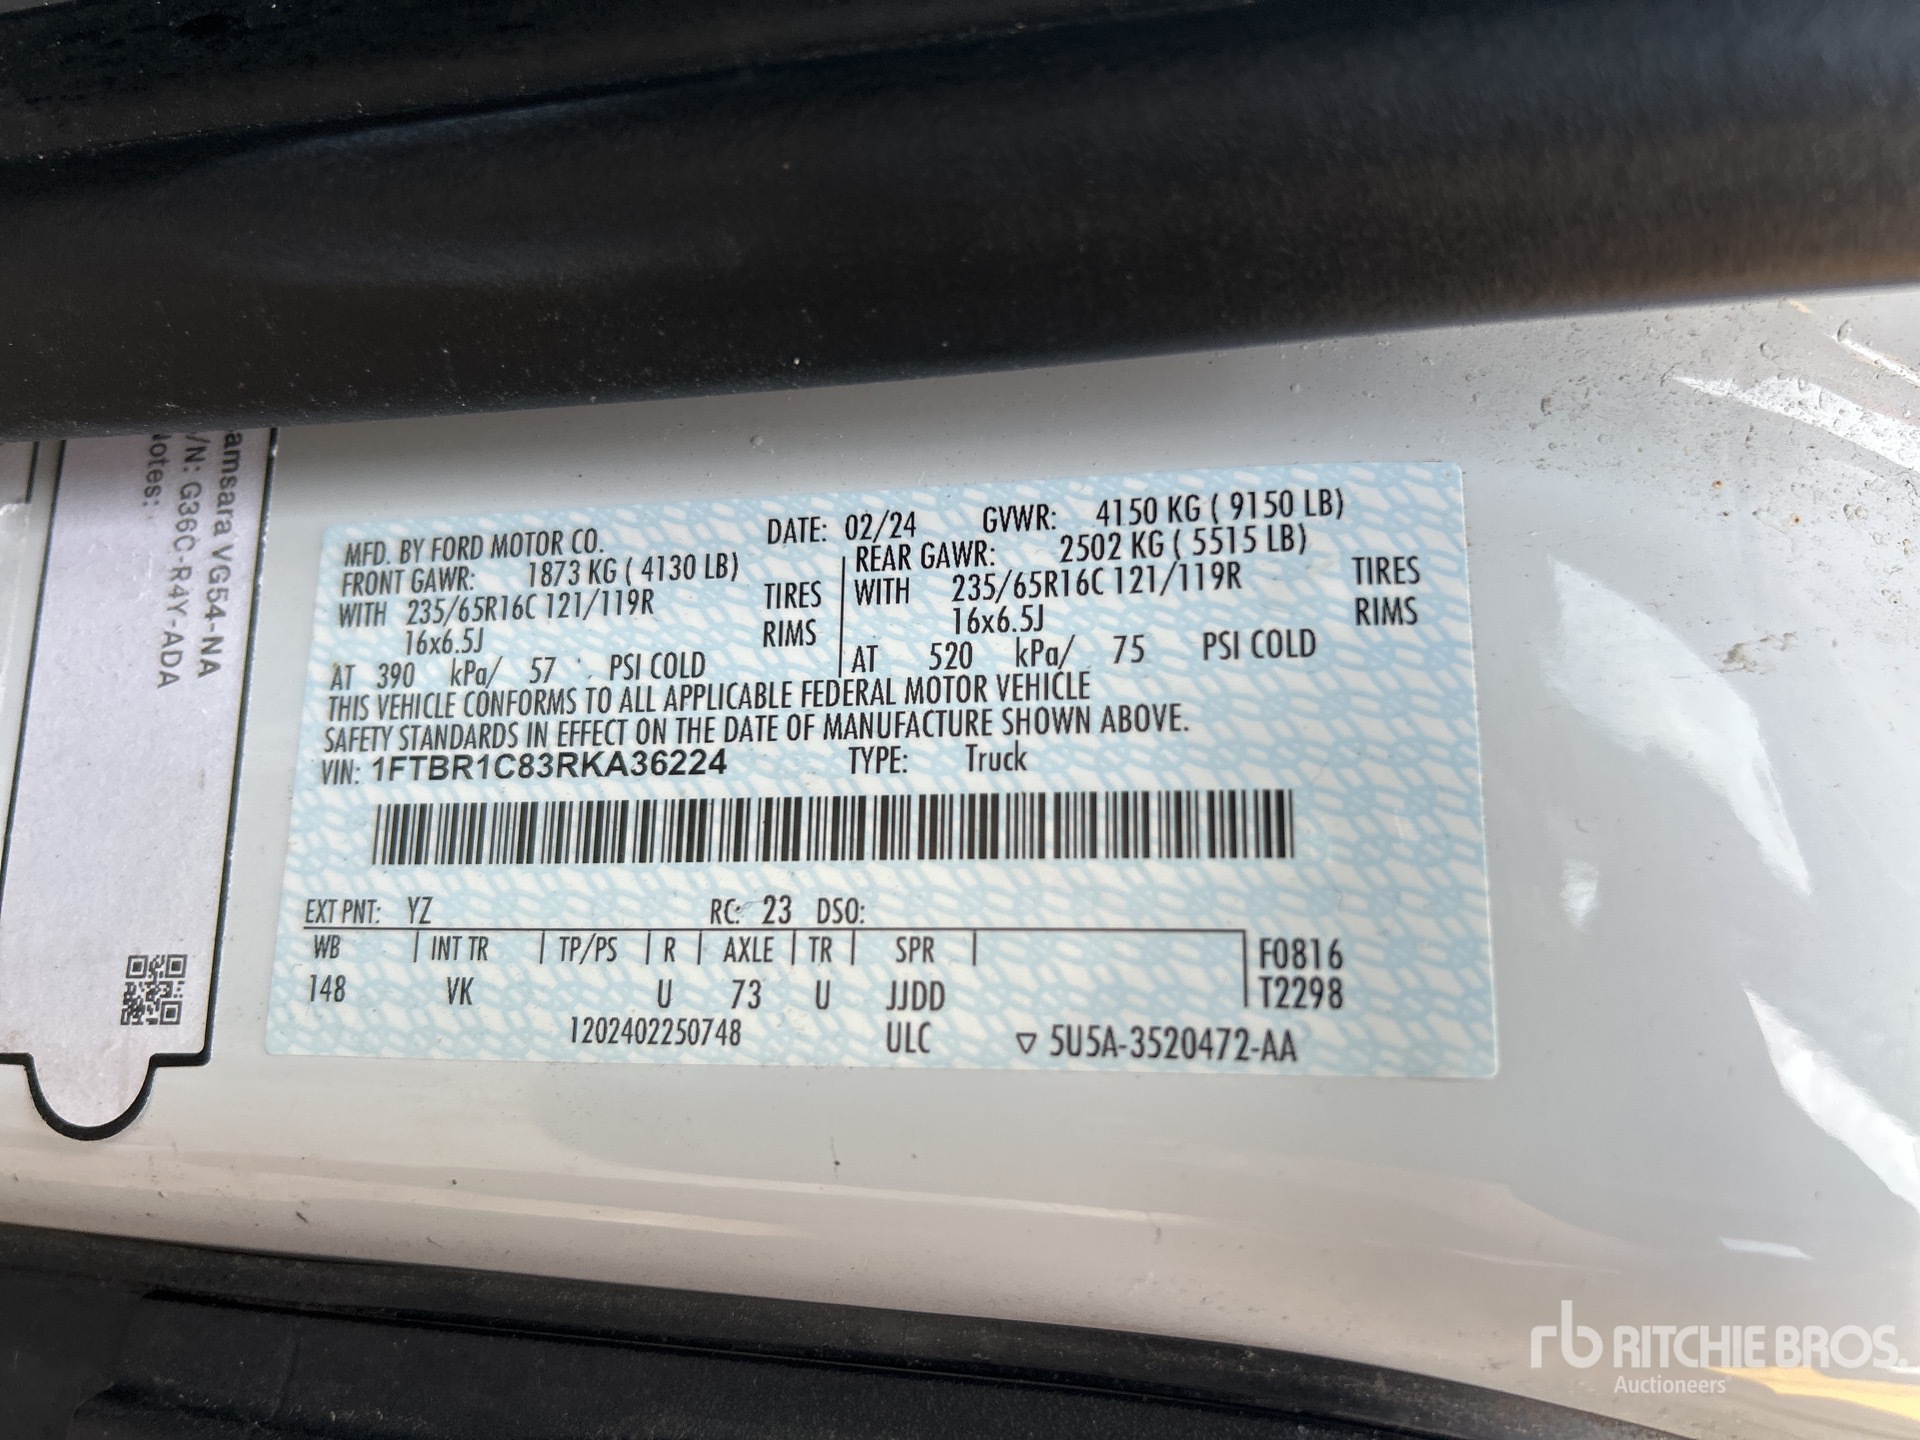 amsara VG54-NA
/N: G36C-R4Y-ADA
lotes:
MFD. BY FORD MOTOR CO. DATE: 02/24 GVWR: 4150 KG ( 9150 LB)
FRONT GAWR: 1873 KG ( 4130 LB) REAR GAWR: 2502 KG ( 5515 LB)
WITH 235/65R16C 121/119R TIRES WITH 235/65R16C 121/119R TIRES
16x6.5J RIMS 16x6.5J RIMS
AT 390 kPa/ 57 PSI COLD AT 520 kPa/ 75 PSI COLD
THIS VEHICLE CONFORMS TO ALL APPLICABLE FEDERAL MOTOR VEHICLE
SAFETY STANDARDS IN EFFECT ON THE DATE OF MANUFACTURE SHOWN ABOVE.
VIN: 1FTBR1C83RKA36224 TYPE: Truck
EXT PNT: YZ RC: 23 DSO:
WB INT TR TP/PS R AXLE TR SPR F0816
148 VK U 73 U JJDD T2298
1202402250748 ULC ▽ 5U5A-3520472-AA
rb RITCHIE BROS.
Auctioneers